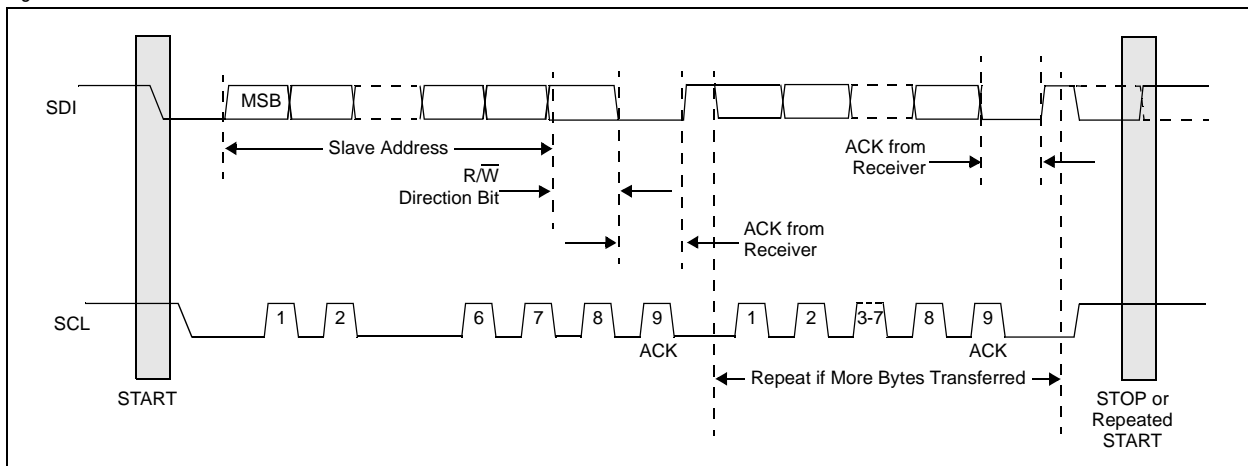 SDI
MSB
Slave Address
R/W
Direction Bit
ACK from
Receiver
ACK from
Receiver
SCL
1
2
6
7
8
9
1
2
3-7
8
9
ACK
ACK
Repeat if More Bytes Transferred
START
STOP or
Repeated
START